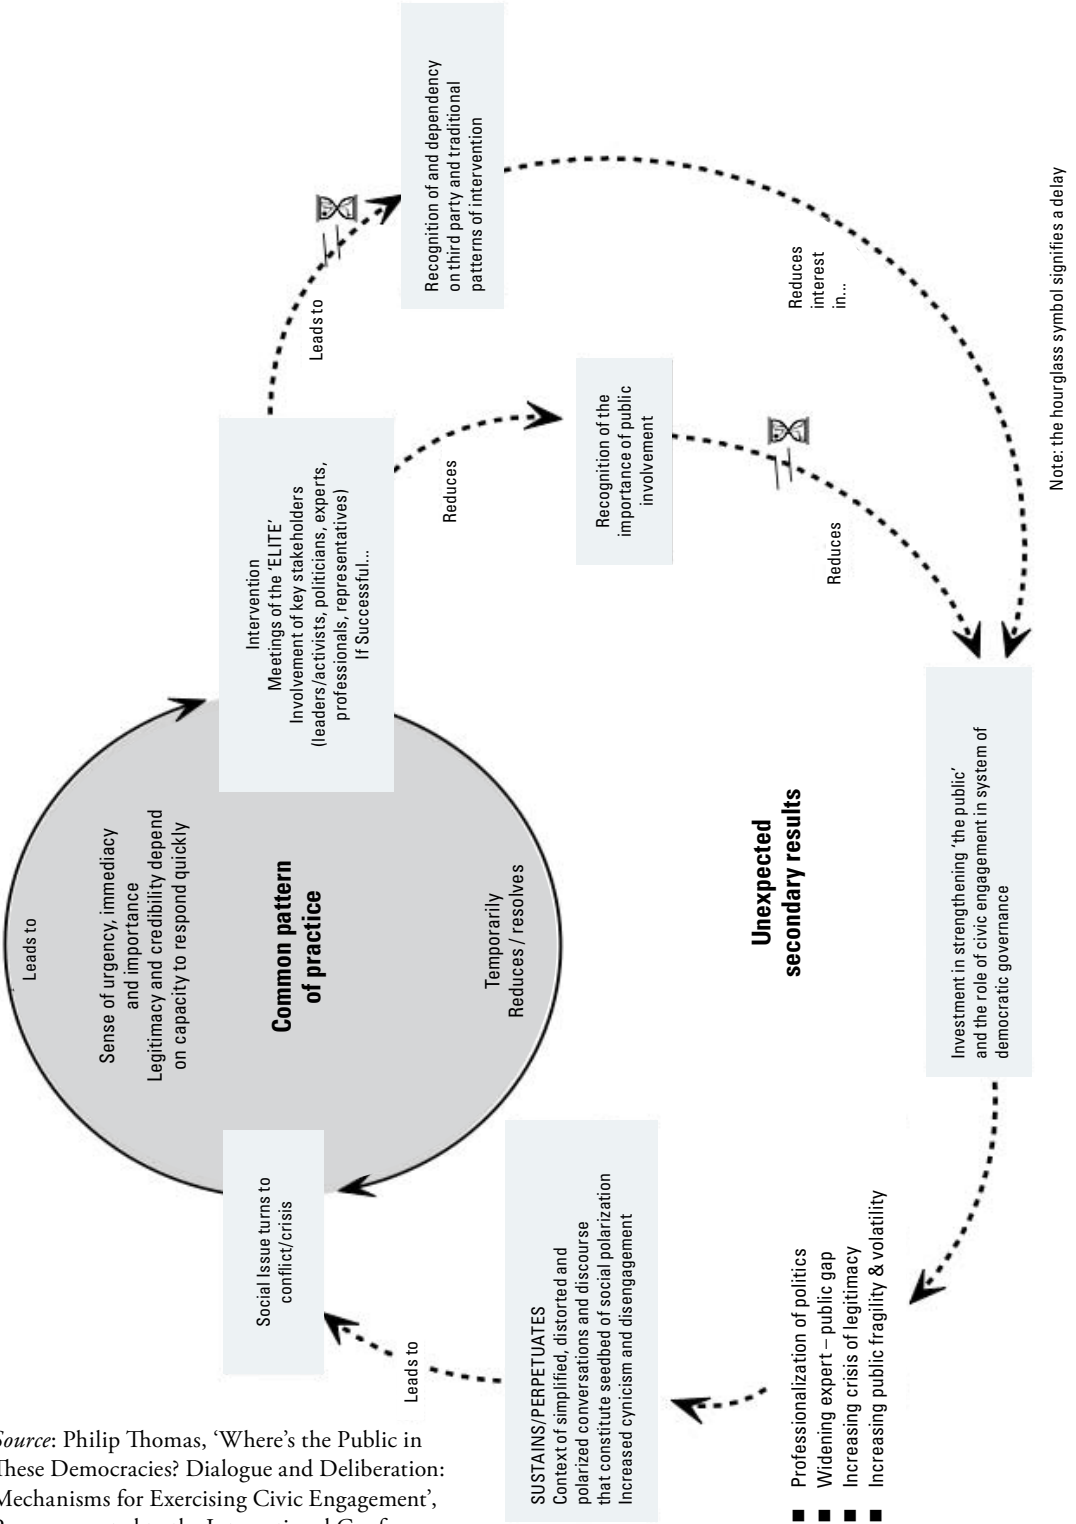 Leads to
Sense of urgency, immediacy
and importance
Legitimacy and credibility depend
on capacity to respond quickly
Common pattern
of practice
Temporarily
Reduces / resolves
Social Issue turns to
conflict/crisis
Intervention
Meetings of the ‘ELITE’
Involvement of key stakeholders
(leaders/activists, politicians, experts,
professionals, representatives)
If Successful...
Leads to
Recognition of and dependency
on third party and traditional
patterns of intervention
Reduces
Recognition of the
importance of public
involvement
Reduces
interest
in...
Reduces
Unexpected
secondary results
Investment in strengthening ‘the public’
and the role of civic engagement in system of
democratic governance
■ Professionalization of politics
■ Widening expert – public gap
■ Increasing crisis of legitimacy
■ Increasing public fragility & volatility
SUSTAINS/PERPETUATES
Context of simplified, distorted and
polarized conversations and discourse
that constitute seedbed of social polarization
Increased cynicism and disengagement
Leads to
Note: the hourglass symbol signifies a delay
Source: Philip Thomas, ‘Where’s the Public in
These Democracies? Dialogue and Deliberation:
Mechanisms for Exercising Civic Engagement’,